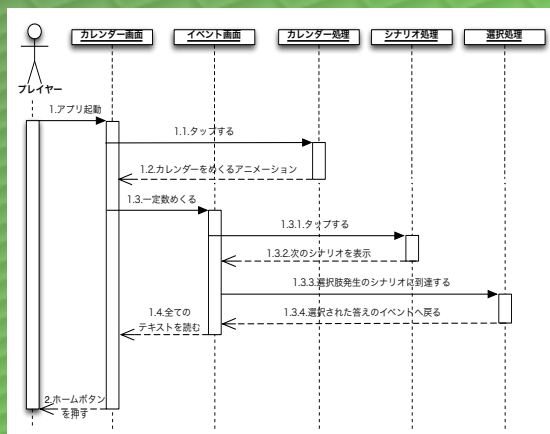 カレンダー画面
イベント画面
カレンダー処理
シナリオ処理
選択処理
プレイヤー
1.アプリ起動
1.1.タップする
1.2.カレンダーをめくるアニメーション
1.3.一定数めくる
1.3.1.タップする
1.3.2.次のシナリオを表示
1.3.3.選択肢発生のシナリオに到達する
1.3.4.選択された答えのイベントへ戻る
1.4.全ての
テキストを読む
2.ホームボタン
を押す